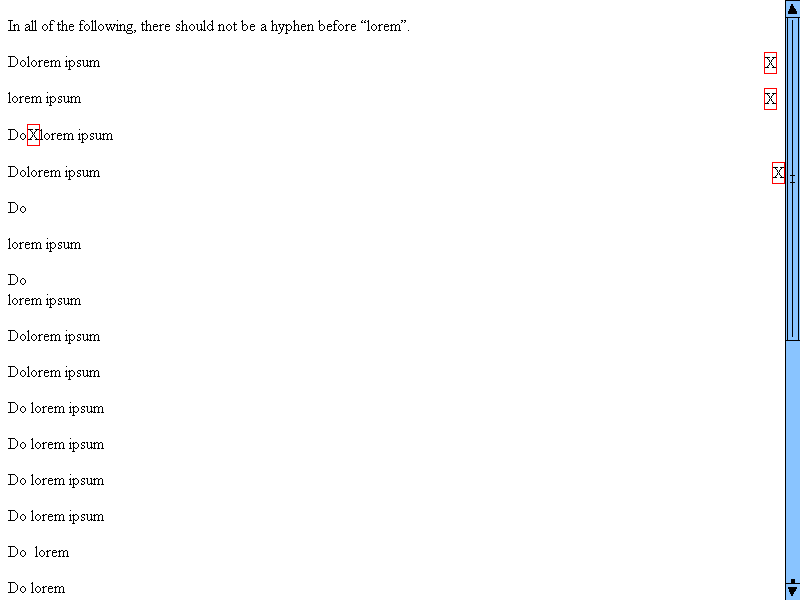 In all of the following, there should not be a hyphen before “lorem”.
Dolorem ipsum X
lorem ipsum X
DoXlorem ipsum
Dolorem ipsum X
Do
lorem ipsum
Do
lorem ipsum
Dolorem ipsum
Dolorem ipsum
Do lorem ipsum
Do lorem ipsum
Do lorem ipsum
Do lorem ipsum
Do  lorem
Do lorem